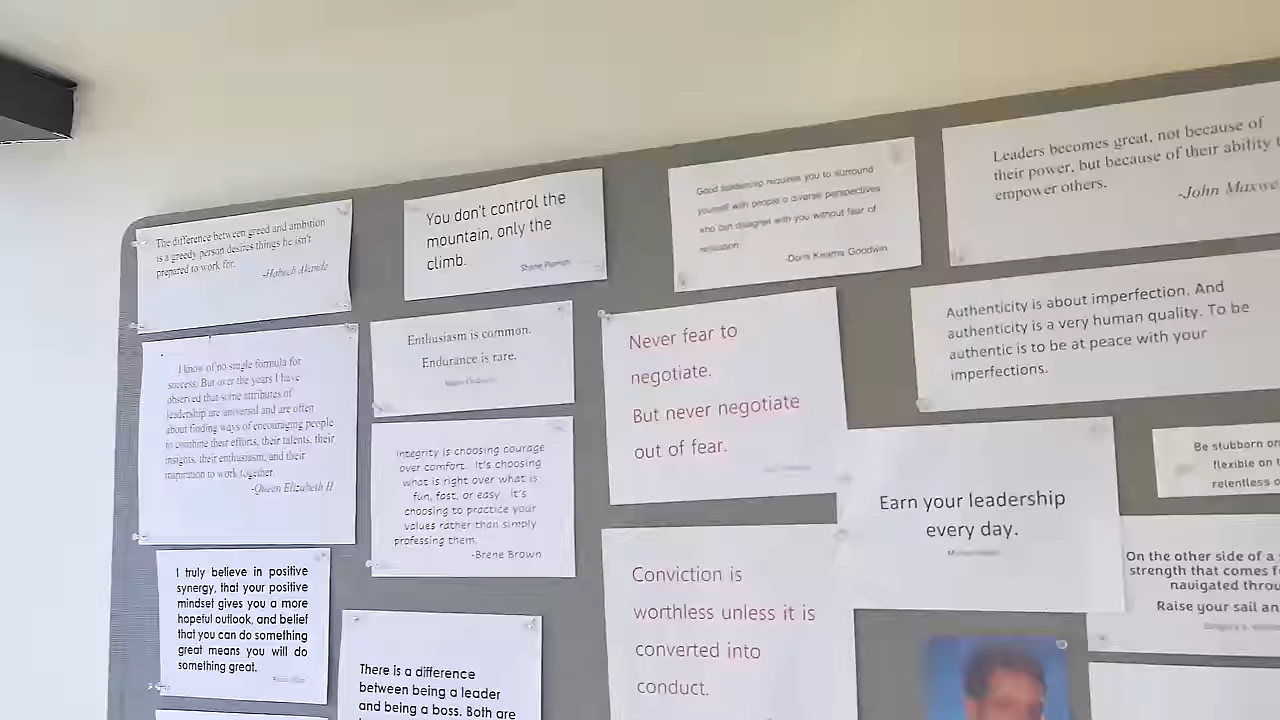 The difference between greed and ambition
is a greedy person desires things he isn't
prepared to work for.
You don't control the
mountain, only the
climb.
Shane Parrish
Good leadership requires you to surround
yourself with people o diverse perspectives
who can disagree with you without fear of
retaliation.
-Doris Kearns Goodwin
Leaders becomes great, not because of
their power, but because of their ability
empower others.
-John Maxwe
I know of no single formula for
success. But over the years I have
observed that some attributes of
leadership are universal and are often
about finding ways of encouraging people
to combine their efforts, their talents, their
insights, their enthusiasm, and their
inspiration to work together.
-Queen Elizabeth II
Enthusiasm is common.
Endurance is rare.
Never fear to
negotiate.
But never negotiate
out of fear.
Authenticity is about imperfection. And
authenticity is a very human quality. To be
authentic is to be at peace with your
imperfections.
Integrity is choosing courage
over comfort. It's choosing
what is right over what is
fun, fast, or easy. It's
choosing to practice your
values rather than simply
professing them.
-Brene Brown
Earn your leadership
every day.
Be stubborn on
flexible on
relentless o
I truly believe in positive
synergy, that your positive
mindset gives you a more
hopeful outlook, and belief
that you can do something
great means you will do
something great.
There is a difference
between being a leader
and being a boss. Both are
Conviction is
worthless unless it is
converted into
conduct.
On the other side of a
strength that comes f
navigated throu
Raise your sail an